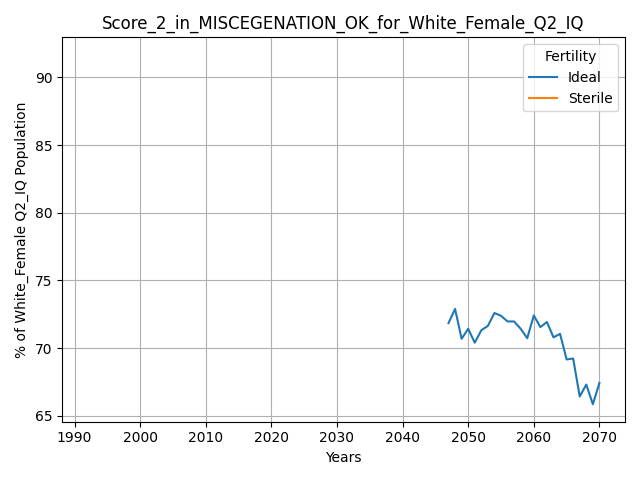 Score_2_in_MISCEGENATION_OK_for_White_Female_Q2_IQ
Fertility
Ideal
Sterile
% of White_Female Q2_IQ Population
90
85
80
75
70
65
1990 2000 2010 2020 2030 2040 2050 2060 2070
Years